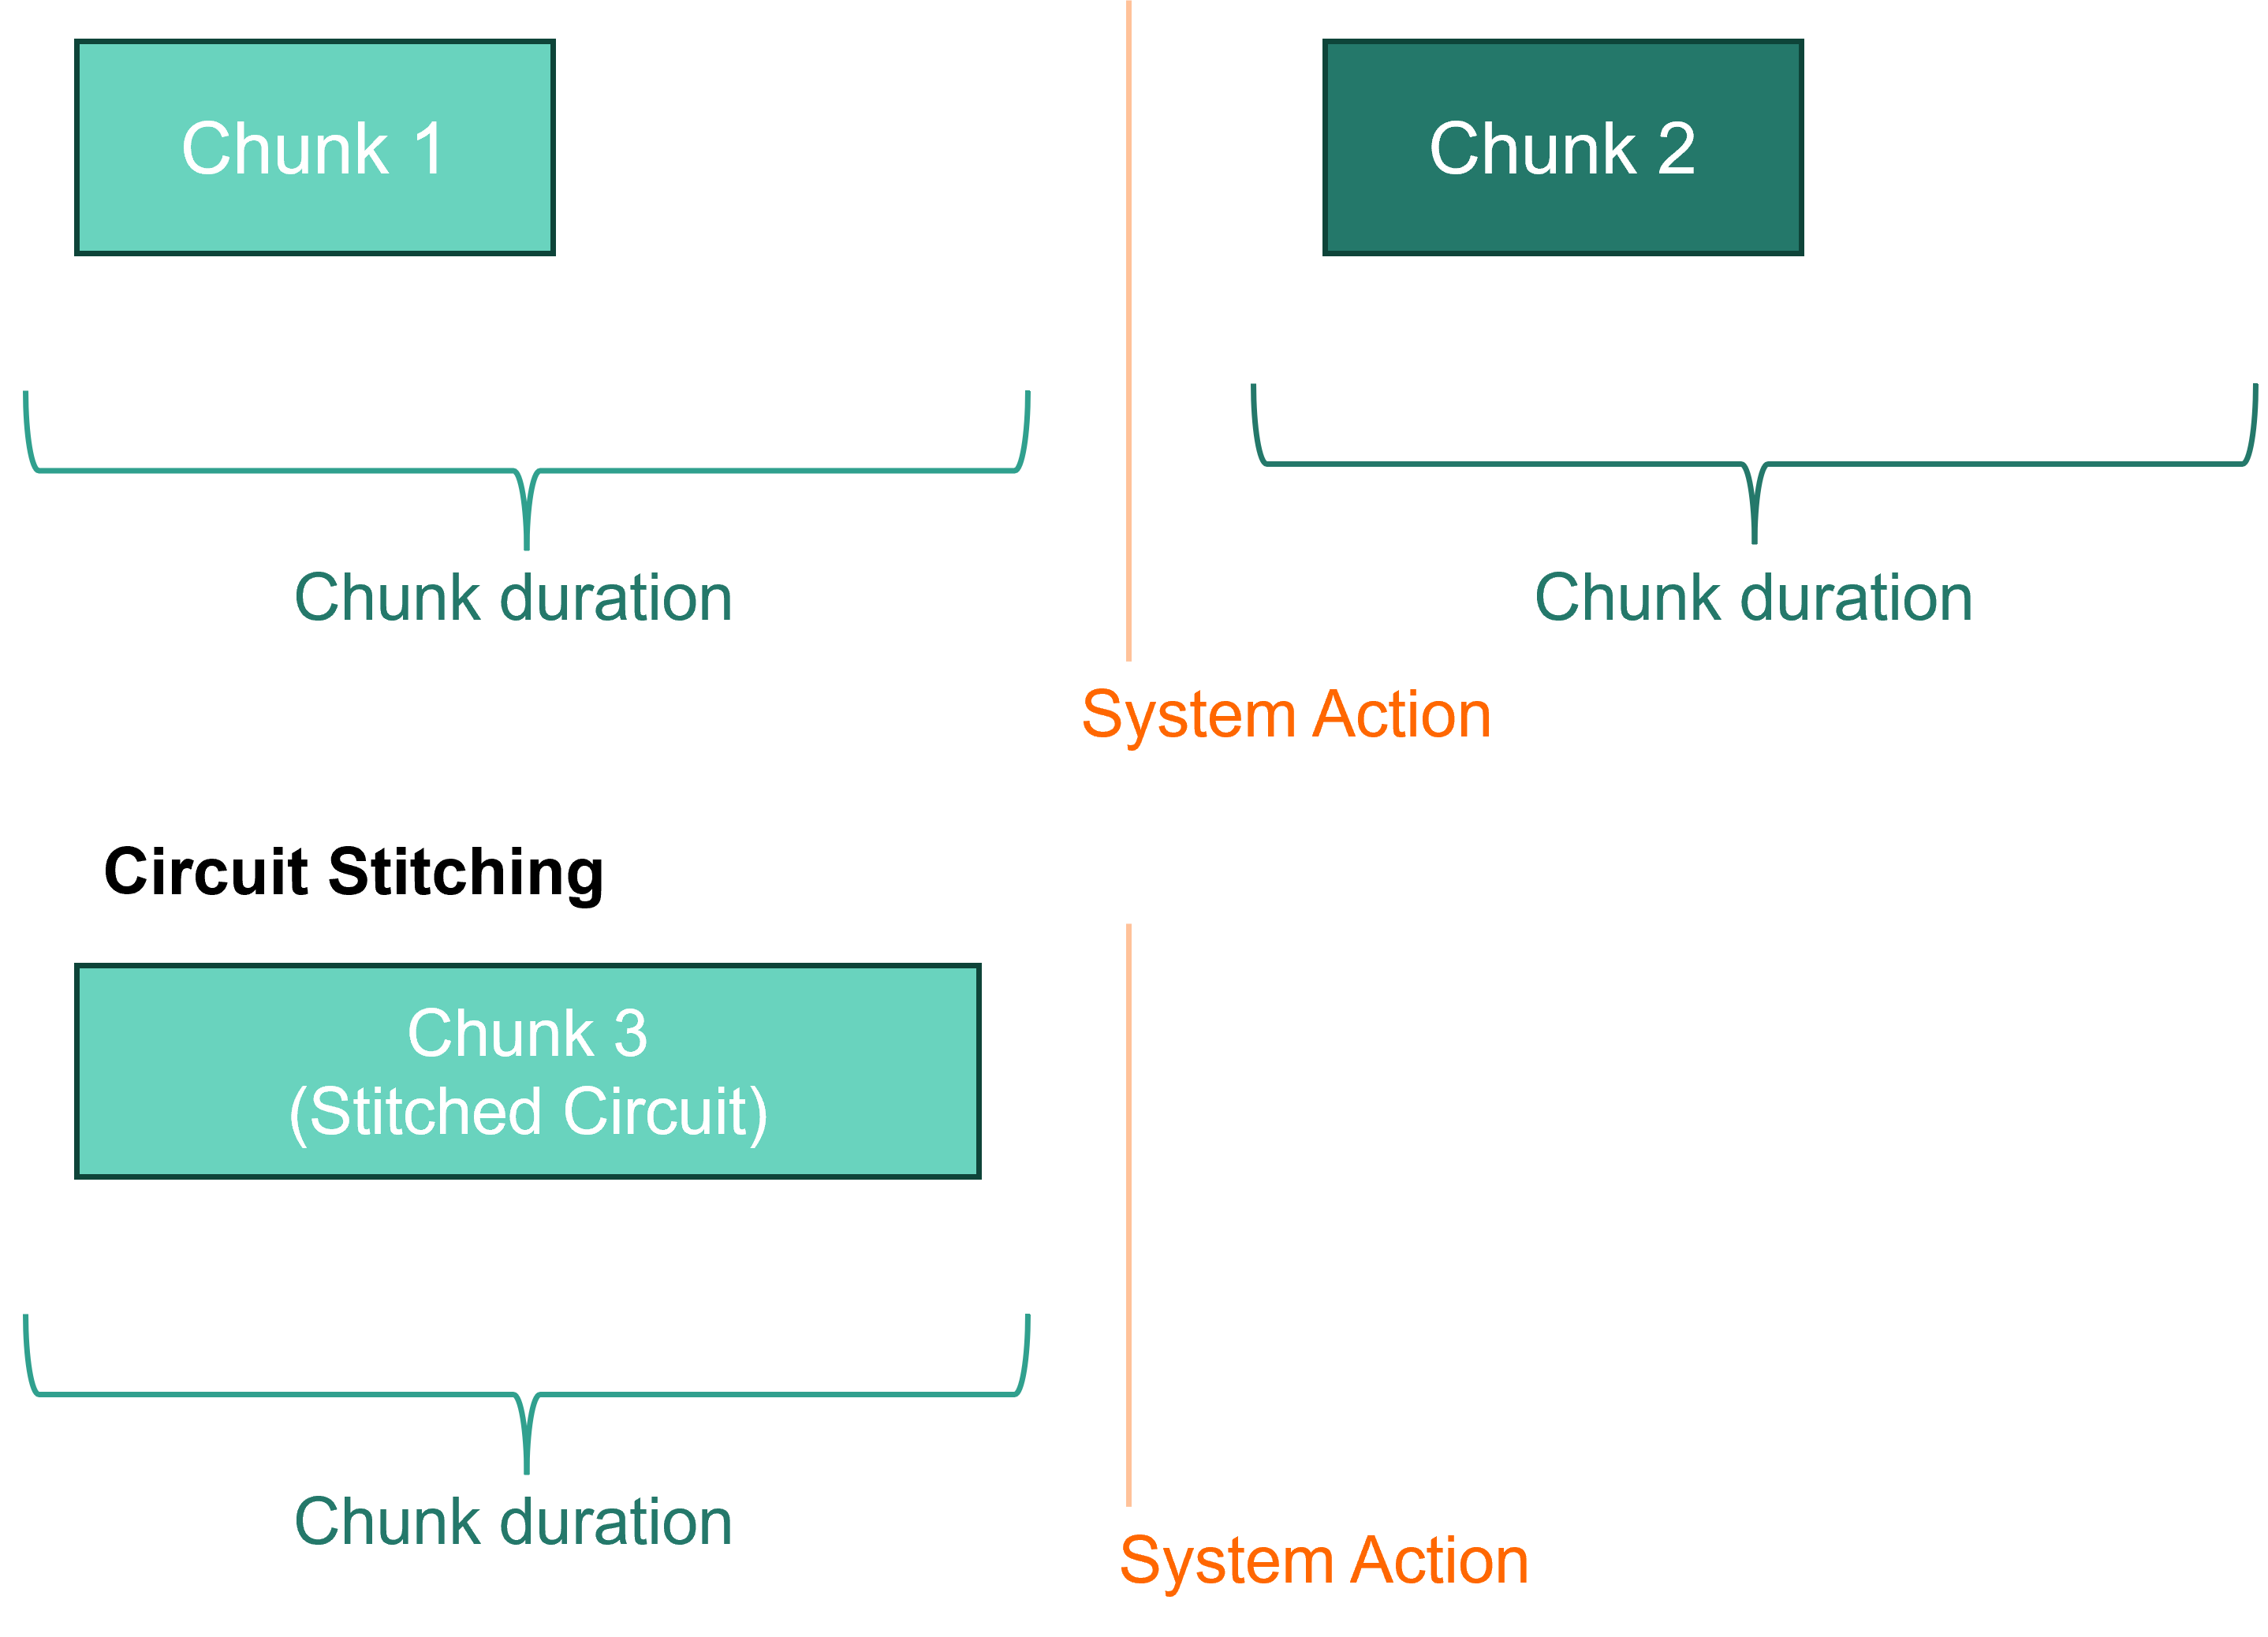 Chunk 1
Chunk 2
Chunk duration
Chunk duration
System Action
Circuit Stitching
Chunk 3
(Stitched Circuit)
Chunk duration
System Action